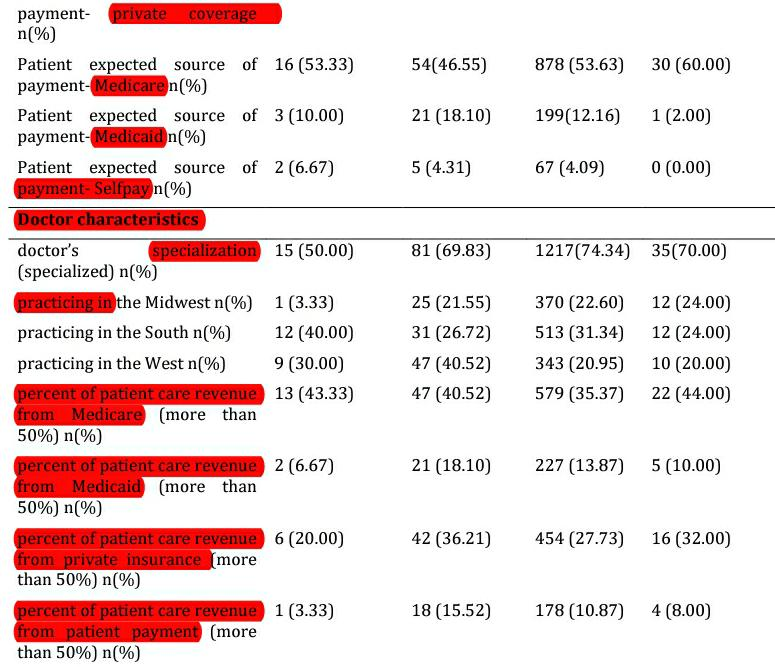 payment- private coverage
n(%)
Patient expected source of 16 (53.33) 54(46.55) 878 (53.63) 30 (60.00)
payment- Medicare n(%)
Patient expected source of 3 (10.00) 21 (18.10) 199(12.16) 1 (2.00)
payment- Medicaid n(%)
Patient expected source of 2 (6.67) 5 (4.31) 67 (4.09) 0 (0.00)
payment- Selfpay n(%)
Doctor characteristics
doctor's specialization 15 (50.00) 81 (69.83) 1217(74.34) 35(70.00)
(specialized) n(%)
practicing in the Midwest n(%) 1 (3.33) 25 (21.55) 370 (22.60) 12 (24.00)
practicing in the South n(%) 12 (40.00) 31 (26.72) 513 (31.34) 12 (24.00)
practicing in the West n(%) 9 (30.00) 47 (40.52) 343 (20.95) 10 (20.00)
percent of patient care revenue 13 (43.33) 47 (40.52) 579 (35.37) 22 (44.00)
from Medicare (more than
50%) n(%)
percent of patient care revenue 2 (6.67) 21 (18.10) 227 (13.87) 5 (10.00)
from Medicaid (more than
50%) n(%)
percent of patient care revenue 6 (20.00) 42 (36.21) 454 (27.73) 16 (32.00)
from private insurance (more
than 50%) n(%)
percent of patient care revenue 1 (3.33) 18 (15.52) 178 (10.87) 4 (8.00)
from patient payment (more
than 50%) n(%)